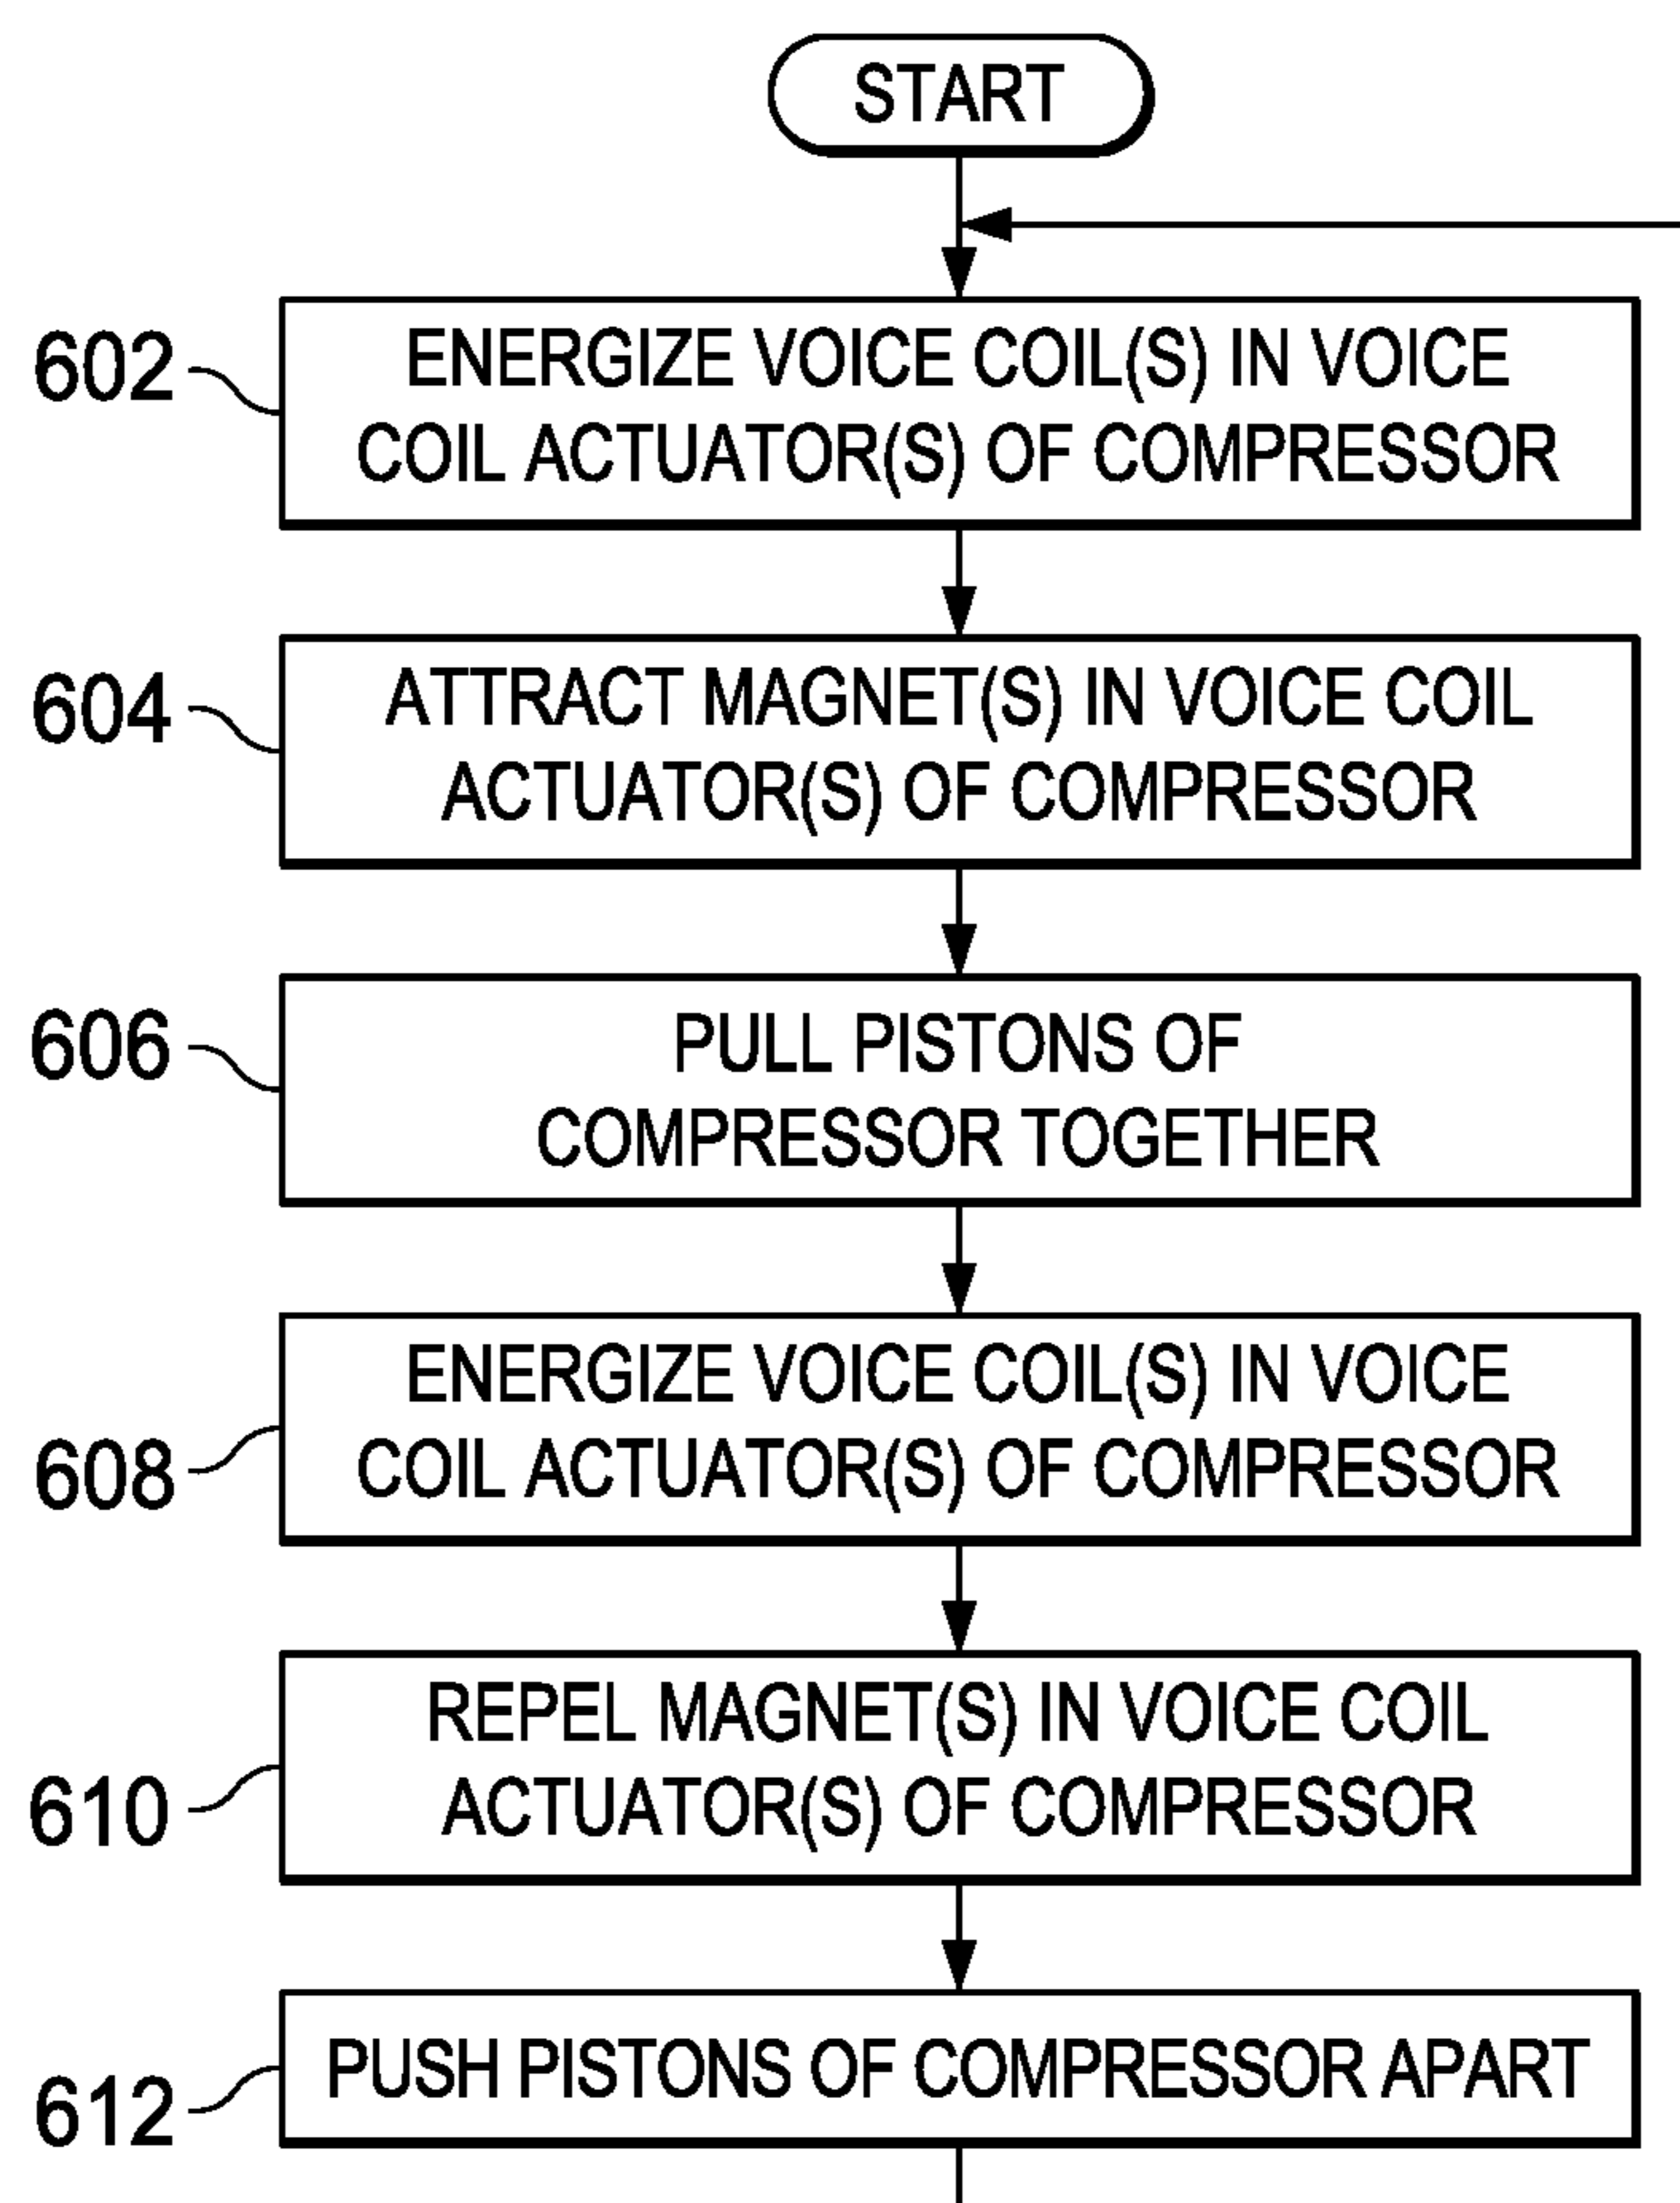 START
602
ENERGIZE VOICE COIL(S) IN VOICE
COIL ACTUATOR(S) OF COMPRESSOR
604
ATTRACT MAGNET(S) IN VOICE COIL
ACTUATOR(S) OF COMPRESSOR
606
PULL PISTONS OF
COMPRESSOR TOGETHER
608
ENERGIZE VOICE COIL(S) IN VOICE
COIL ACTUATOR(S) OF COMPRESSOR
610
REPEL MAGNET(S) IN VOICE COIL
ACTUATOR(S) OF COMPRESSOR
612
PUSH PISTONS OF COMPRESSOR APART